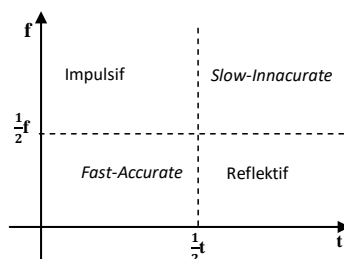 f
Impulsif Slow-Innacurate
½f
Fast-Accurate Reflektif
½t t